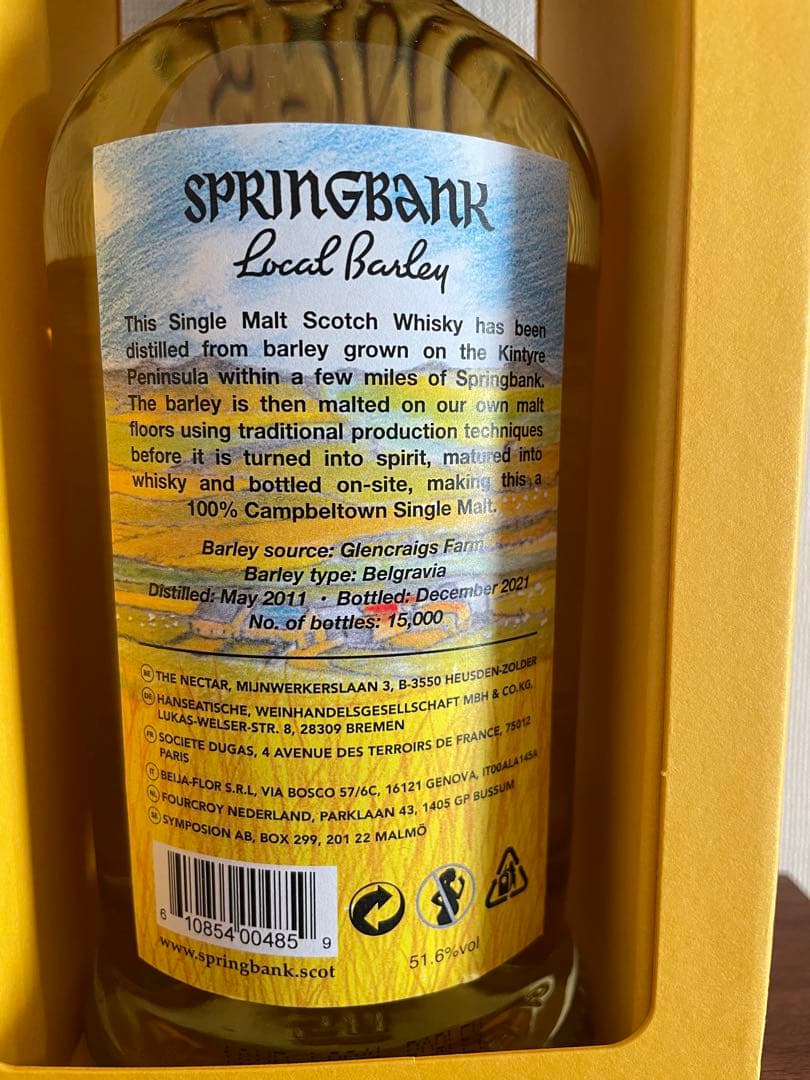 SPRINGBANK
Local Barley
This Single Malt Scotch Whisky has been
distilled from barley grown on the Kintyre
Peninsula within a few miles of Springbank.
The barley is then malted on our own malt
floors using traditional production techniques
before it is turned into spirit, matured into
whisky and bottled on-site, making this a
100% Campbeltown Single Malt.
Barley source: Glencraigs Farm
Barley type: Belgravia
Distilled: May 2011 • Bottled: December 2021
No. of bottles: 15,000
BE THE NECTAR, MIJNWERKERSLAAN 3, B-3550 HEUSDEN-ZOLDER
DE HANSEATISCHE, WEINHANDELSGESELLSCHAFT MBH & CO.KG,
LUKAS-WELSER-STR. 8, 28309 BREMEN
FR SOCIETE DUGAS, 4 AVENUE DES TERROIRS DE FRANCE, 75012
PARIS
IT BEIJA-FLOR S.R.L, VIA BOSCO 57/6C, 16121 GENOVA, IT00ALA145A
NL FOURCROY NEDERLAND, PARKLAAN 43, 1405 GP BUSSUM
SE SYMPOSION AB, BOX 299, 201 22 MALMÖ
6 10854 00485 9
www.springbank.scot
51.6%vol